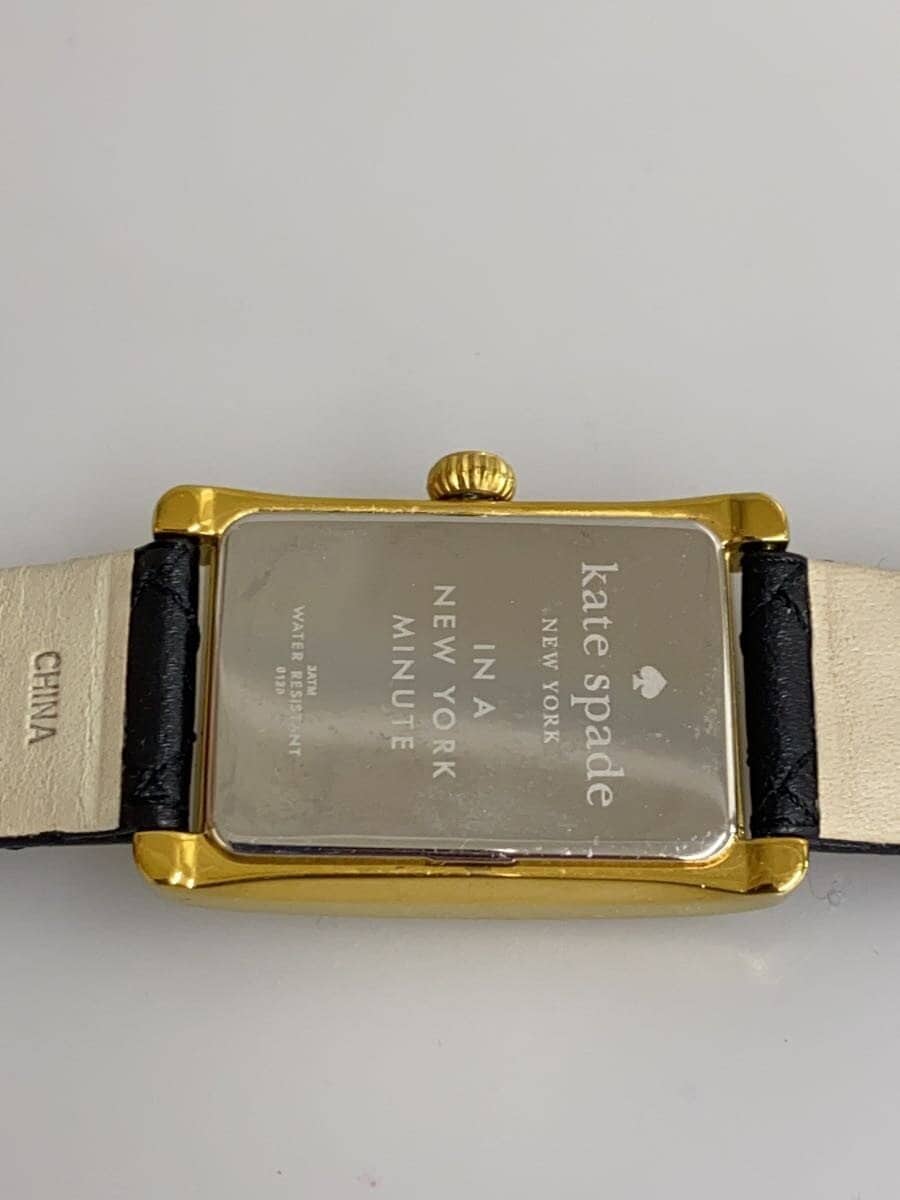 kate spade
NEW YORK
IN A
NEW YORK
MINUTE
3ATM
WATER RESISTANT
CHINA